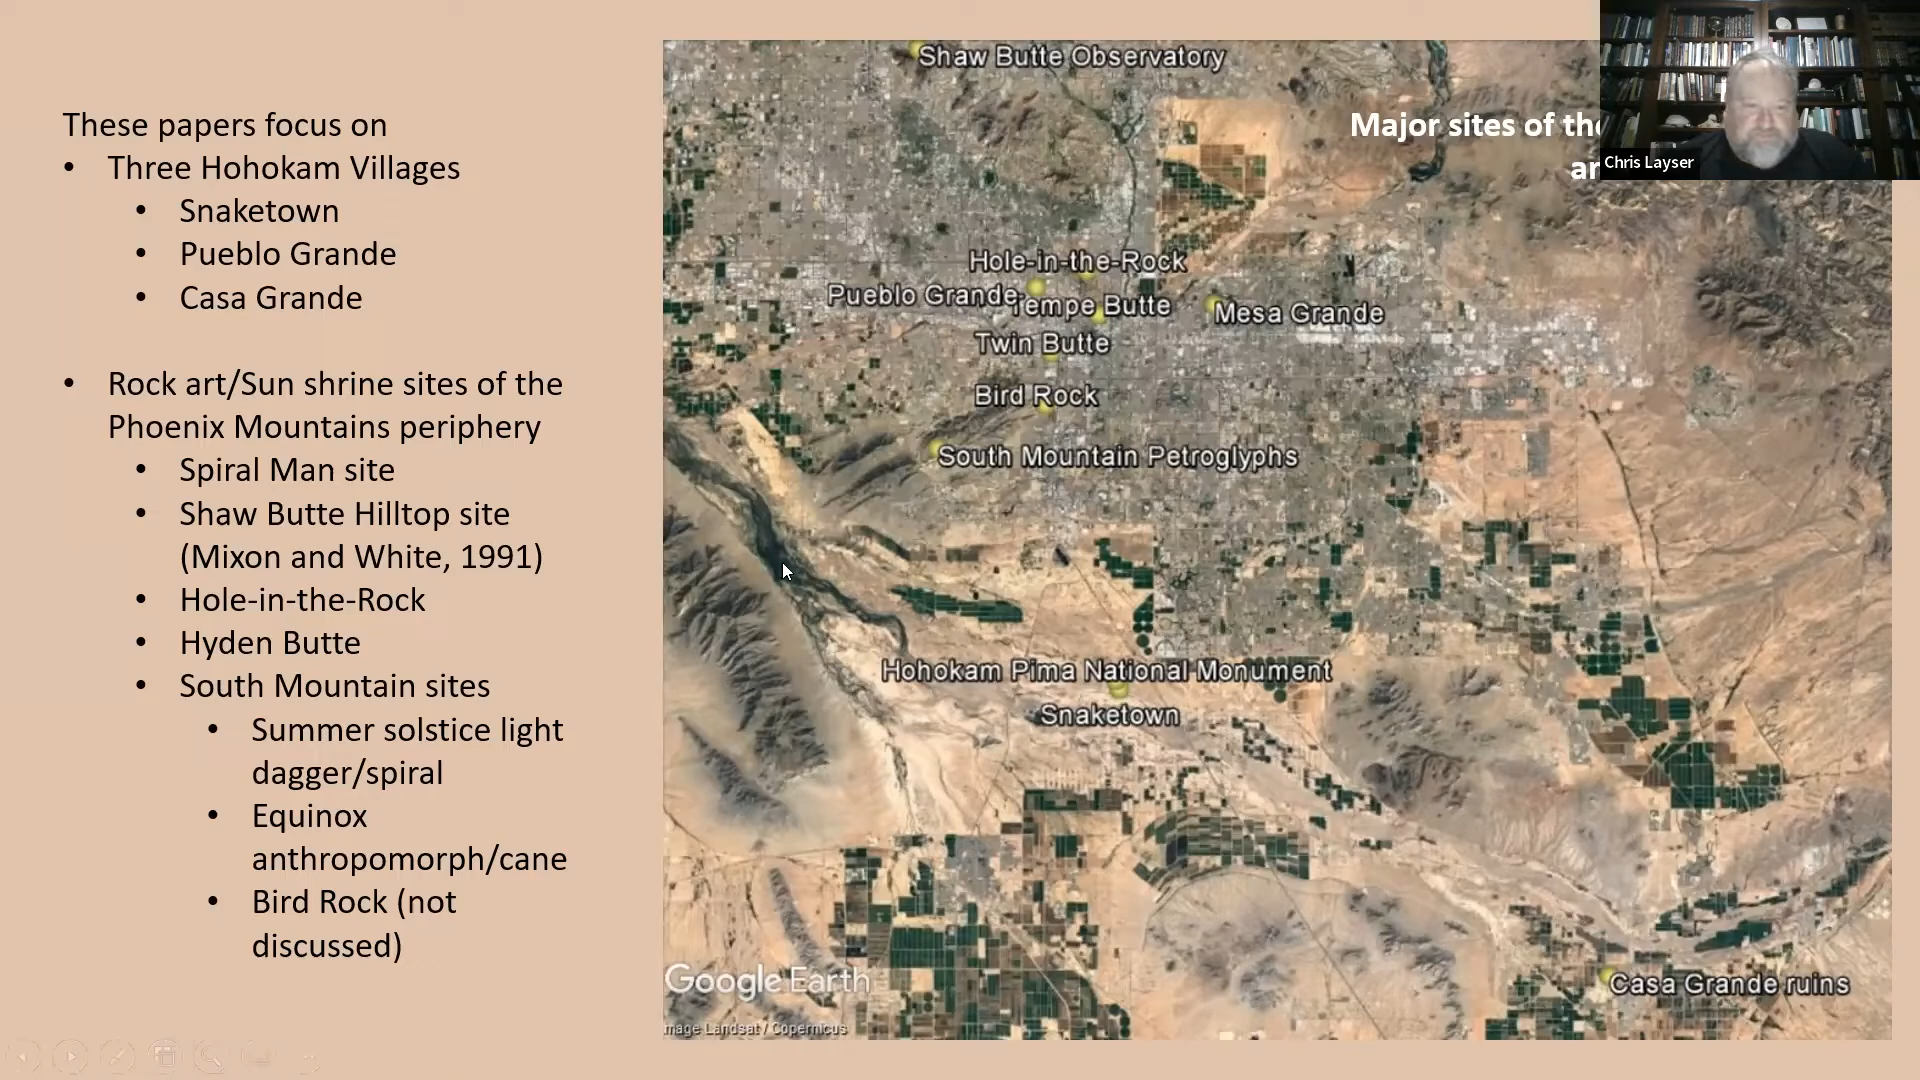 These papers focus on
• Three Hohokam Villages
• Snaketown
• Pueblo Grande
• Casa Grande
• Rock art/Sun shrine sites of the
Phoenix Mountains periphery
• Spiral Man site
• Shaw Butte Hilltop site
(Mixon and White, 1991)
• Hole-in-the-Rock
• Hyden Butte
• South Mountain sites
• Summer solstice light
dagger/spiral
• Equinox
anthropomorph/cane
• Bird Rock (not
discussed)
Shaw Butte Observatory
Major sites of the
Chris Layser
Hole-in-the-Rock
Pueblo Grande
Tempe Butte
Mesa Grande
Twin Butte
Bird Rock
South Mountain Petroglyphs
Hohokam Pima National Monument
Snaketown
Casa Grande ruins
Google Earth
mage Landsat / Copernicus